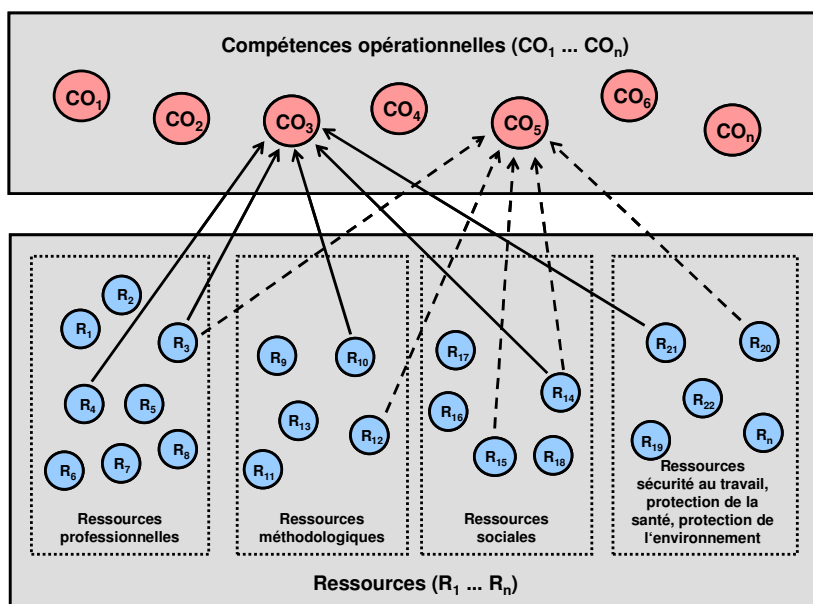 Compétences opérationnelles (CO₁ ... COₙ)
CO₁
CO₂
CO₃
CO₄
CO₅
CO₆
COₙ
R₁
R₂
R₃
R₄
R₅
R₆
R₇
R₈
Ressources
professionnelles
R₉
R₁₀
R₁₃
R₁₂
R₁₁
Ressources
méthodologiques
R₁₇
R₁₄
R₁₆
R₁₅
R₁₈
Ressources
sociales
R₂₁
R₂₀
R₂₂
R₁₉
Rₙ
Ressources
sécurité au travail,
protection de la
santé, protection de
l‘environnement
Ressources (R₁ ... Rₙ)